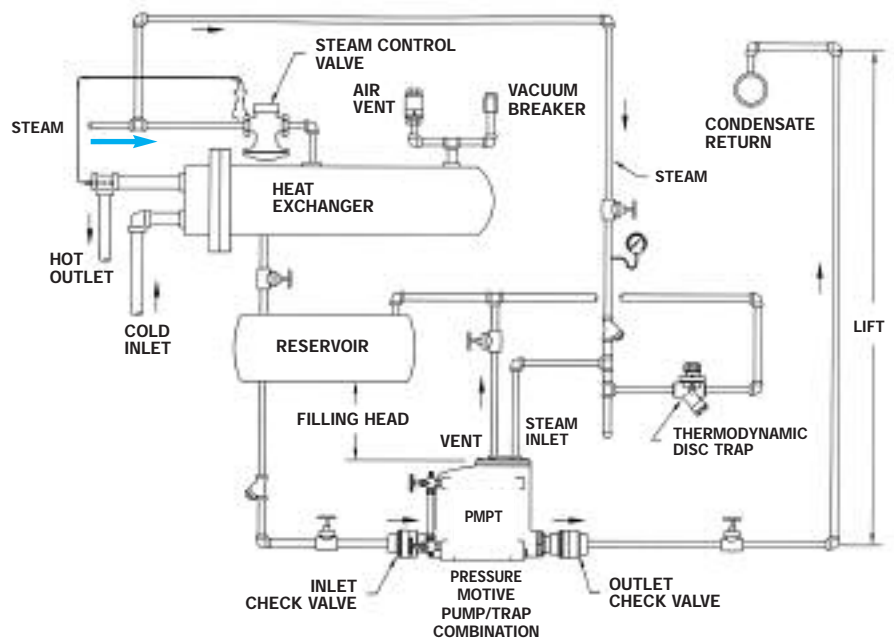 STEAM CONTROL
VALVE
AIR
VENT
VACUUM
BREAKER
STEAM
CONDENSATE
RETURN
STEAM
HEAT
EXCHANGER
HOT
OUTLET
COLD
INLET
RESERVOIR
LIFT
FILLING HEAD
VENT
STEAM
INLET
THERMODYNAMIC
DISC TRAP
PMPT
INLET
CHECK VALVE
PRESSURE
MOTIVE
PUMP/TRAP
COMBINATION
OUTLET
CHECK VALVE